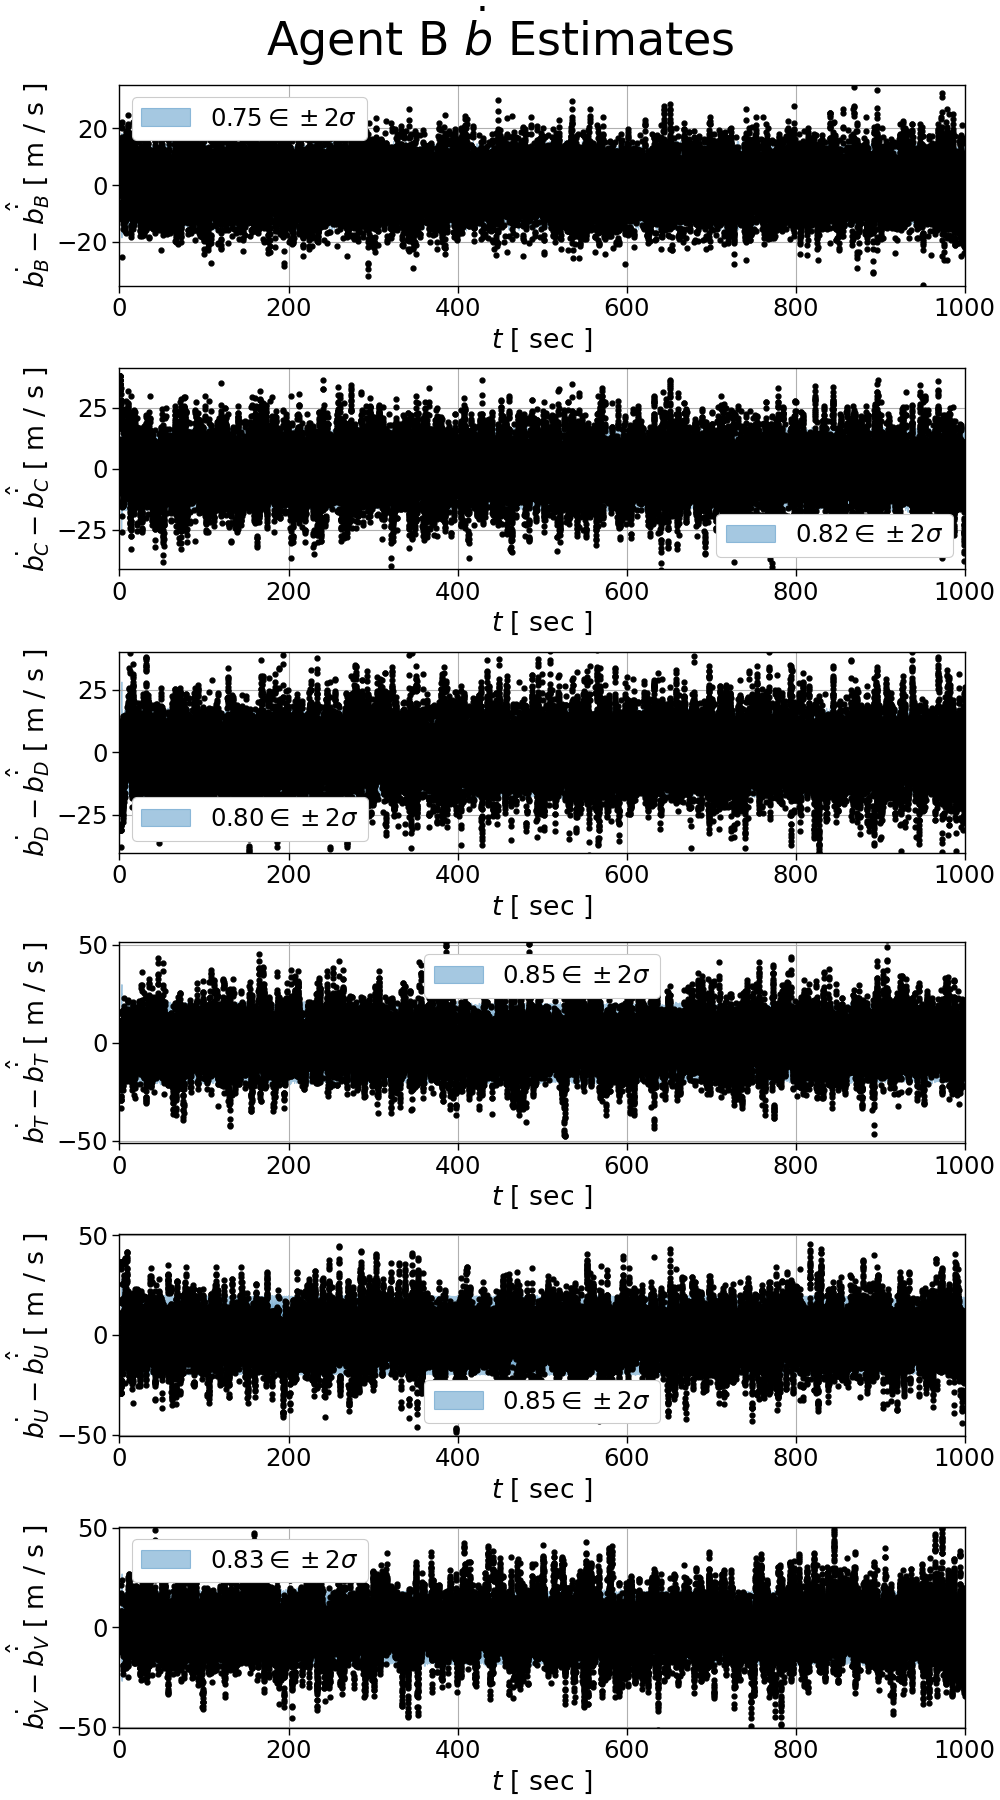 Agent B ḃ Estimates
ḃ_B − ḃ̂_B [ m / s ]
20
0
−20
0.75 ∈ ±2σ
0 200 400 600 800 1000
t [ sec ]
ḃ_C − ḃ̂_C [ m / s ]
25
0
−25
0.82 ∈ ±2σ
0 200 400 600 800 1000
t [ sec ]
ḃ_D − ḃ̂_D [ m / s ]
25
0
−25
0.80 ∈ ±2σ
0 200 400 600 800 1000
t [ sec ]
ḃ_T − ḃ̂_T [ m / s ]
50
0
−50
0.85 ∈ ±2σ
0 200 400 600 800 1000
t [ sec ]
ḃ_U − ḃ̂_U [ m / s ]
50
0
−50
0.85 ∈ ±2σ
0 200 400 600 800 1000
t [ sec ]
ḃ_V − ḃ̂_V [ m / s ]
50
0
−50
0.83 ∈ ±2σ
0 200 400 600 800 1000
t [ sec ]